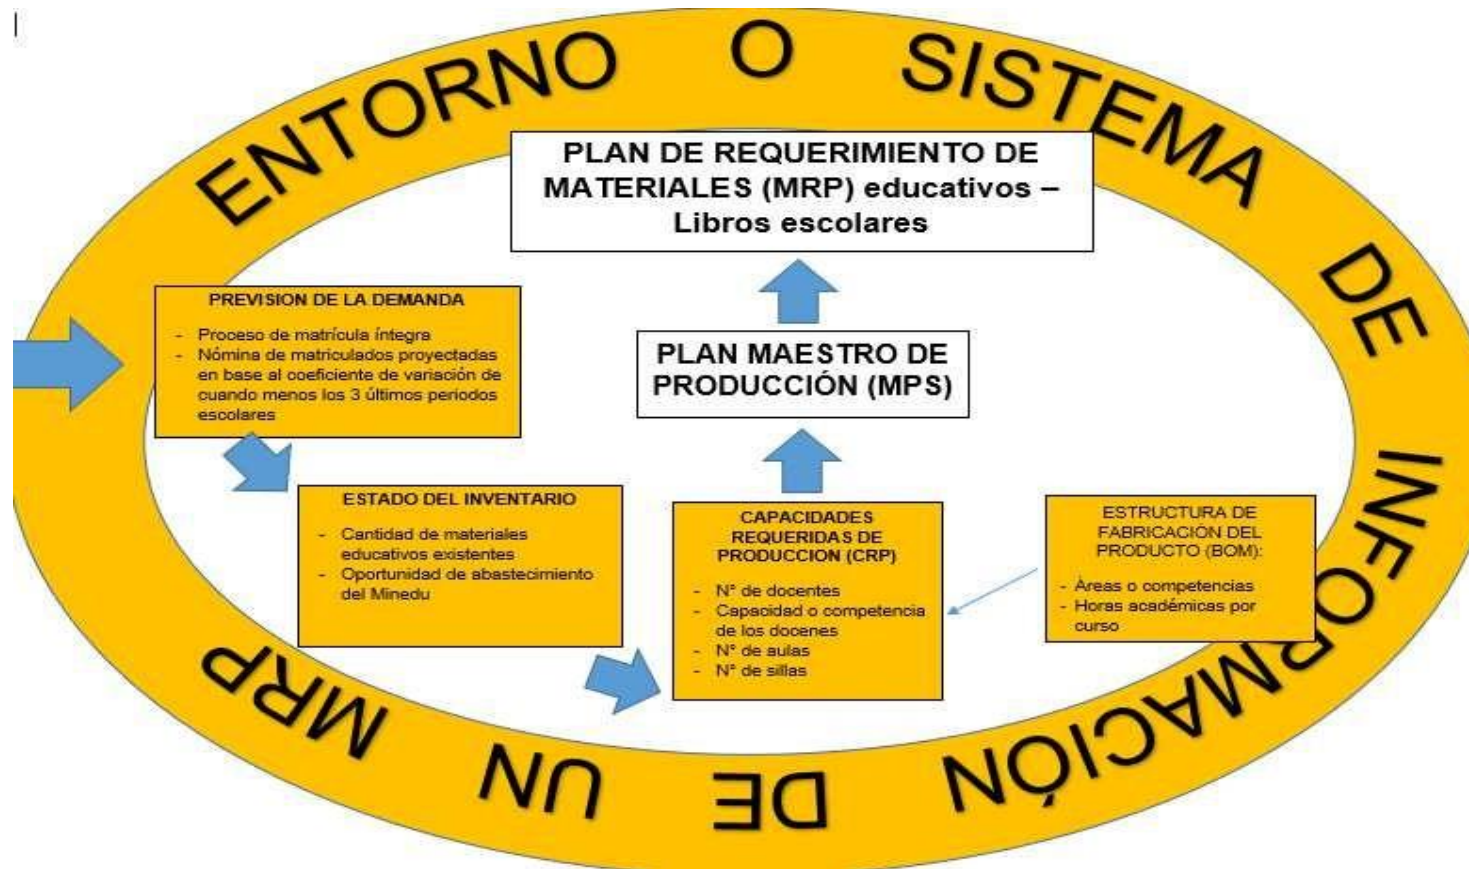 ENTORNO O SISTEMA DE INFORMACIÓN DE UN MRP
PLAN DE REQUERIMIENTO DE
MATERIALES (MRP) educativos –
Libros escolares
PREVISION DE LA DEMANDA
- Proceso de matrícula íntegra
- Nómina de matriculados proyectadas
en base al coeficiente de variación de
cuando menos los 3 últimos periodos
escolares
PLAN MAESTRO DE
PRODUCCIÓN (MPS)
ESTADO DEL INVENTARIO
- Cantidad de materiales
educativos existentes
- Oportunidad de abastecimiento
del Minedu
CAPACIDADES
REQUERIDAS DE
PRODUCCION (CRP)
- N° de docentes
- Capacidad o competencia
de los docenes
- N° de aulas
- N° de sillas
ESTRUCTURA DE
FABRICACIÓN DEL
PRODUCTO (BOM):
- Áreas o competencias
- Horas académicas por
curso